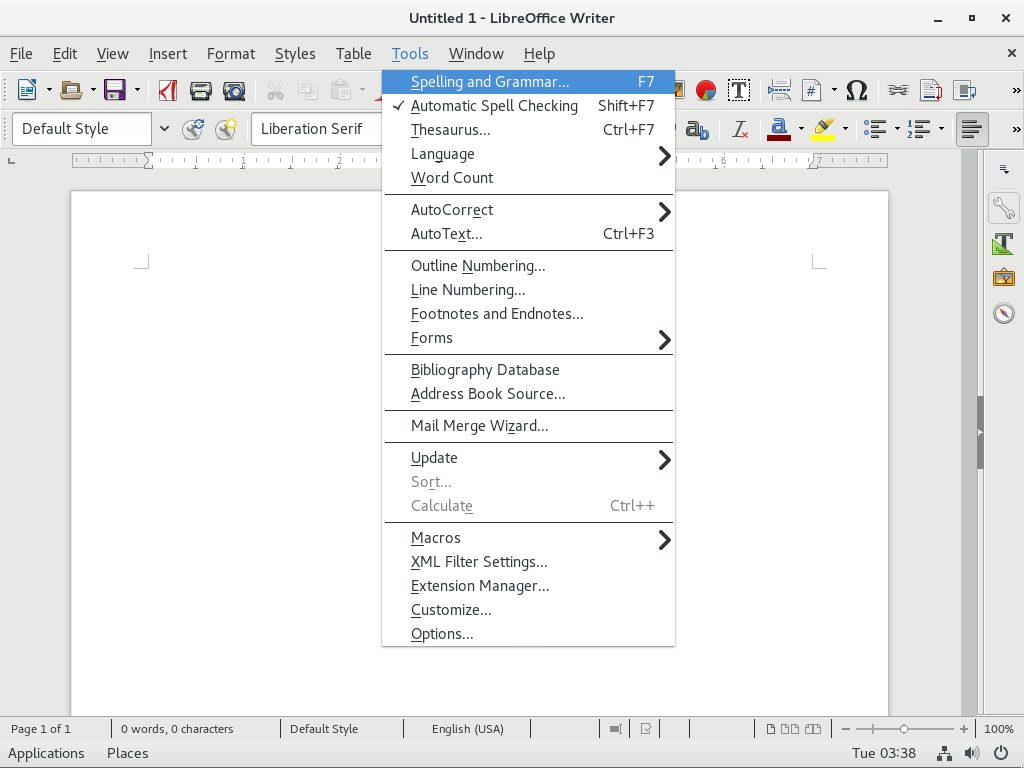 Untitled 1 - LibreOffice Writer
File Edit View Insert Format Styles Table Tools Window Help
Default Style
Liberation Serif
Spelling and Grammar... F7
Automatic Spell Checking Shift+F7
Thesaurus... Ctrl+F7
Language
Word Count
AutoCorrect
AutoText... Ctrl+F3
Outline Numbering...
Line Numbering...
Footnotes and Endnotes...
Forms
Bibliography Database
Address Book Source...
Mail Merge Wizard...
Update
Sort...
Calculate Ctrl++
Macros
XML Filter Settings...
Extension Manager...
Customize...
Options...
1 2 6 7
Page 1 of 1 0 words, 0 characters Default Style English (USA) 100%
Applications Places Tue 03:38